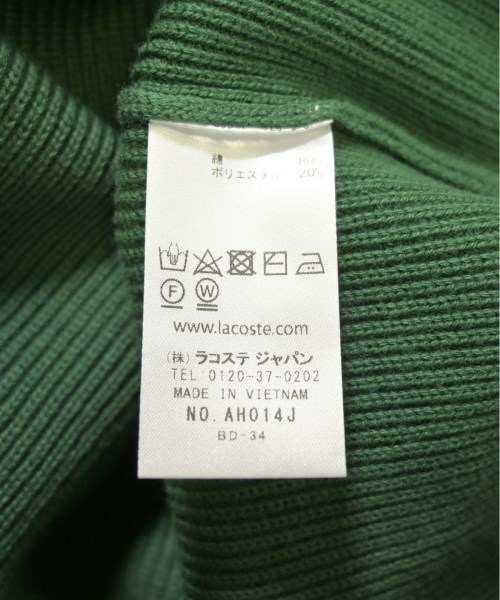 綿 80%
ポリエステル 20%
F W
www.lacoste.com
(株) ラコステ ジャパン
TEL 0120-37-0202
MADE IN VIETNAM
NO. AH014J
BD-34